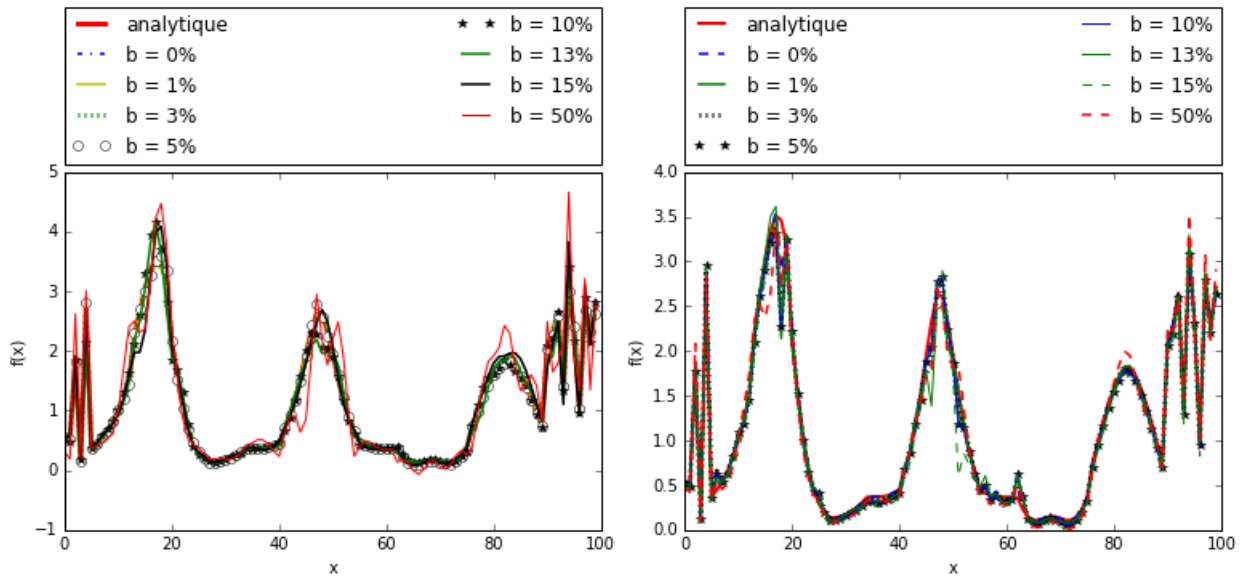 analytique
b = 0%
b = 1%
b = 3%
b = 5%
b = 10%
b = 13%
b = 15%
b = 50%
5
4
3
2
1
0
−1
f(x)
0 20 40 60 80 100
x
analytique
b = 0%
b = 1%
b = 3%
b = 5%
b = 10%
b = 13%
b = 15%
b = 50%
4.0
3.5
3.0
2.5
2.0
1.5
1.0
0.5
0.0
f(x)
0 20 40 60 80 100
x